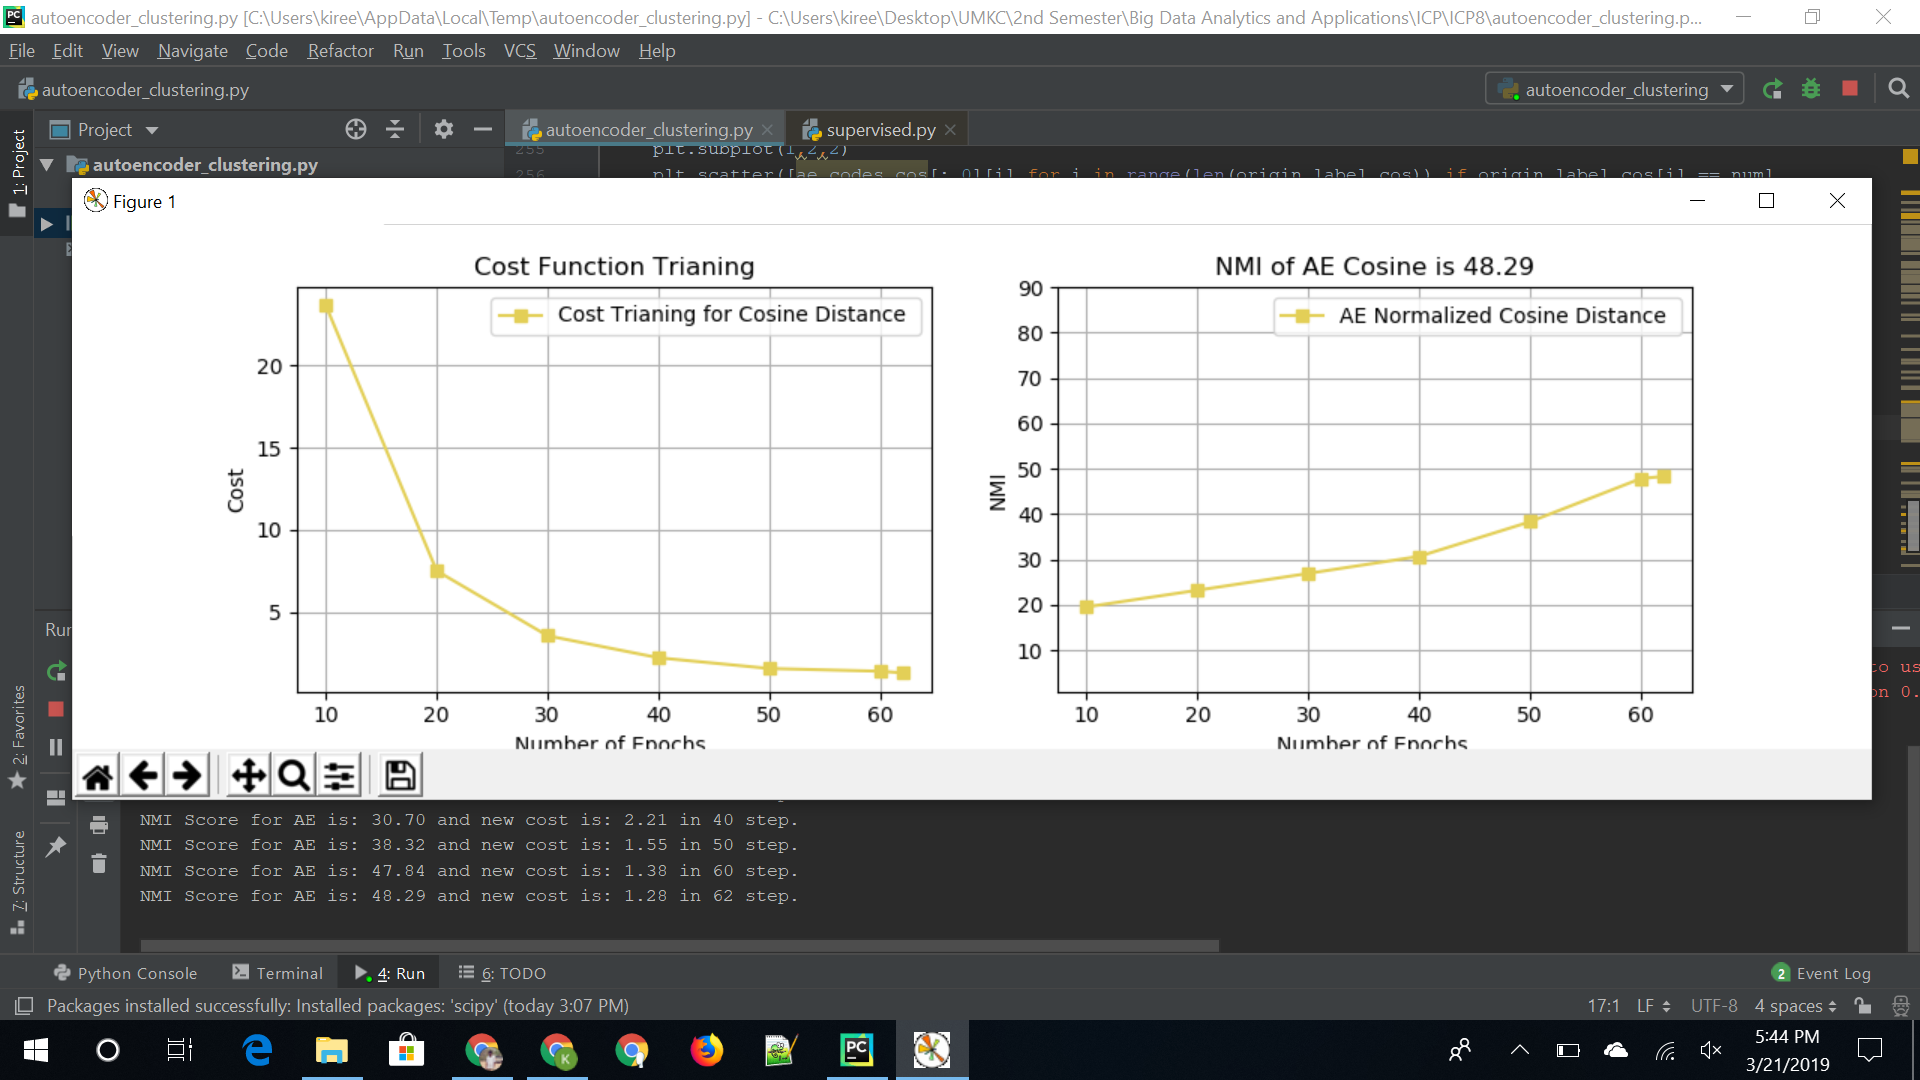 autoencoder_clustering.py [C:\Users\kiree\AppData\Local\Temp\autoencoder_clustering.py] - C:\Users\kiree\Desktop\UMKC\2nd Semester\Big Data Analytics and Applications\ICP\ICP8\autoencoder_clustering.p...
File Edit View Navigate Code Refactor Run Tools VCS Window Help
autoencoder_clustering.py
autoencoder_clustering
1: Project
Project
autoencoder_clustering.py
supervised.py
autoencoder_clustering.py
255 plt.subplot(1,2,2)
256 plt.scatter([ae_codes_cos[:,0][i] for i in range(len(origin_label_cos)) if origin_label_cos[i] == num]
Figure 1
Cost Function Trianing
Cost Trianing for Cosine Distance
20
15
10
5
Cost
10 20 30 40 50 60
Number of Epochs
NMI of AE Cosine is 48.29
AE Normalized Cosine Distance
90
80
70
60
50
40
30
20
10
NMI
10 20 30 40 50 60
Number of Epochs
Run
to us
on 0.
2: Favorites
7: Structure
NMI Score for AE is: 30.70 and new cost is: 2.21 in 40 step.
NMI Score for AE is: 38.32 and new cost is: 1.55 in 50 step.
NMI Score for AE is: 47.84 and new cost is: 1.38 in 60 step.
NMI Score for AE is: 48.29 and new cost is: 1.28 in 62 step.
Python Console Terminal 4: Run 6: TODO
2 Event Log
Packages installed successfully: Installed packages: 'scipy' (today 3:07 PM)
17:1 LF UTF-8 4 spaces
5:44 PM
3/21/2019